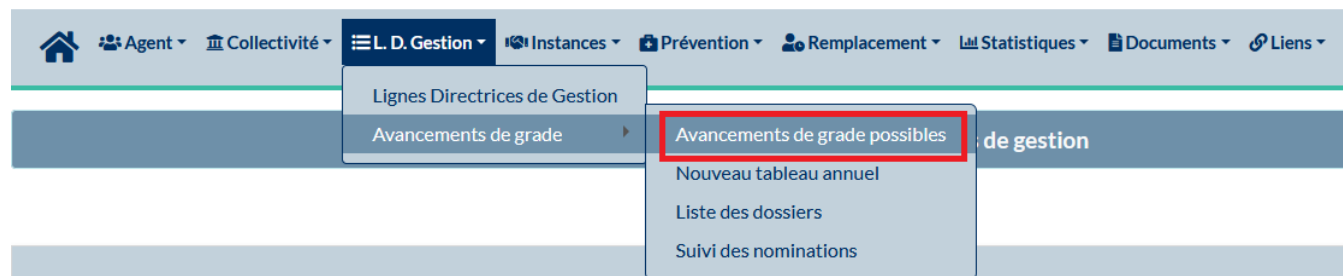 Agent Collectivité L. D. Gestion Instances Prévention Remplacement Statistiques Documents Liens
Lignes Directrices de Gestion
Avancements de grade
Avancements de grade possibles
s de gestion
Nouveau tableau annuel
Liste des dossiers
Suivi des nominations